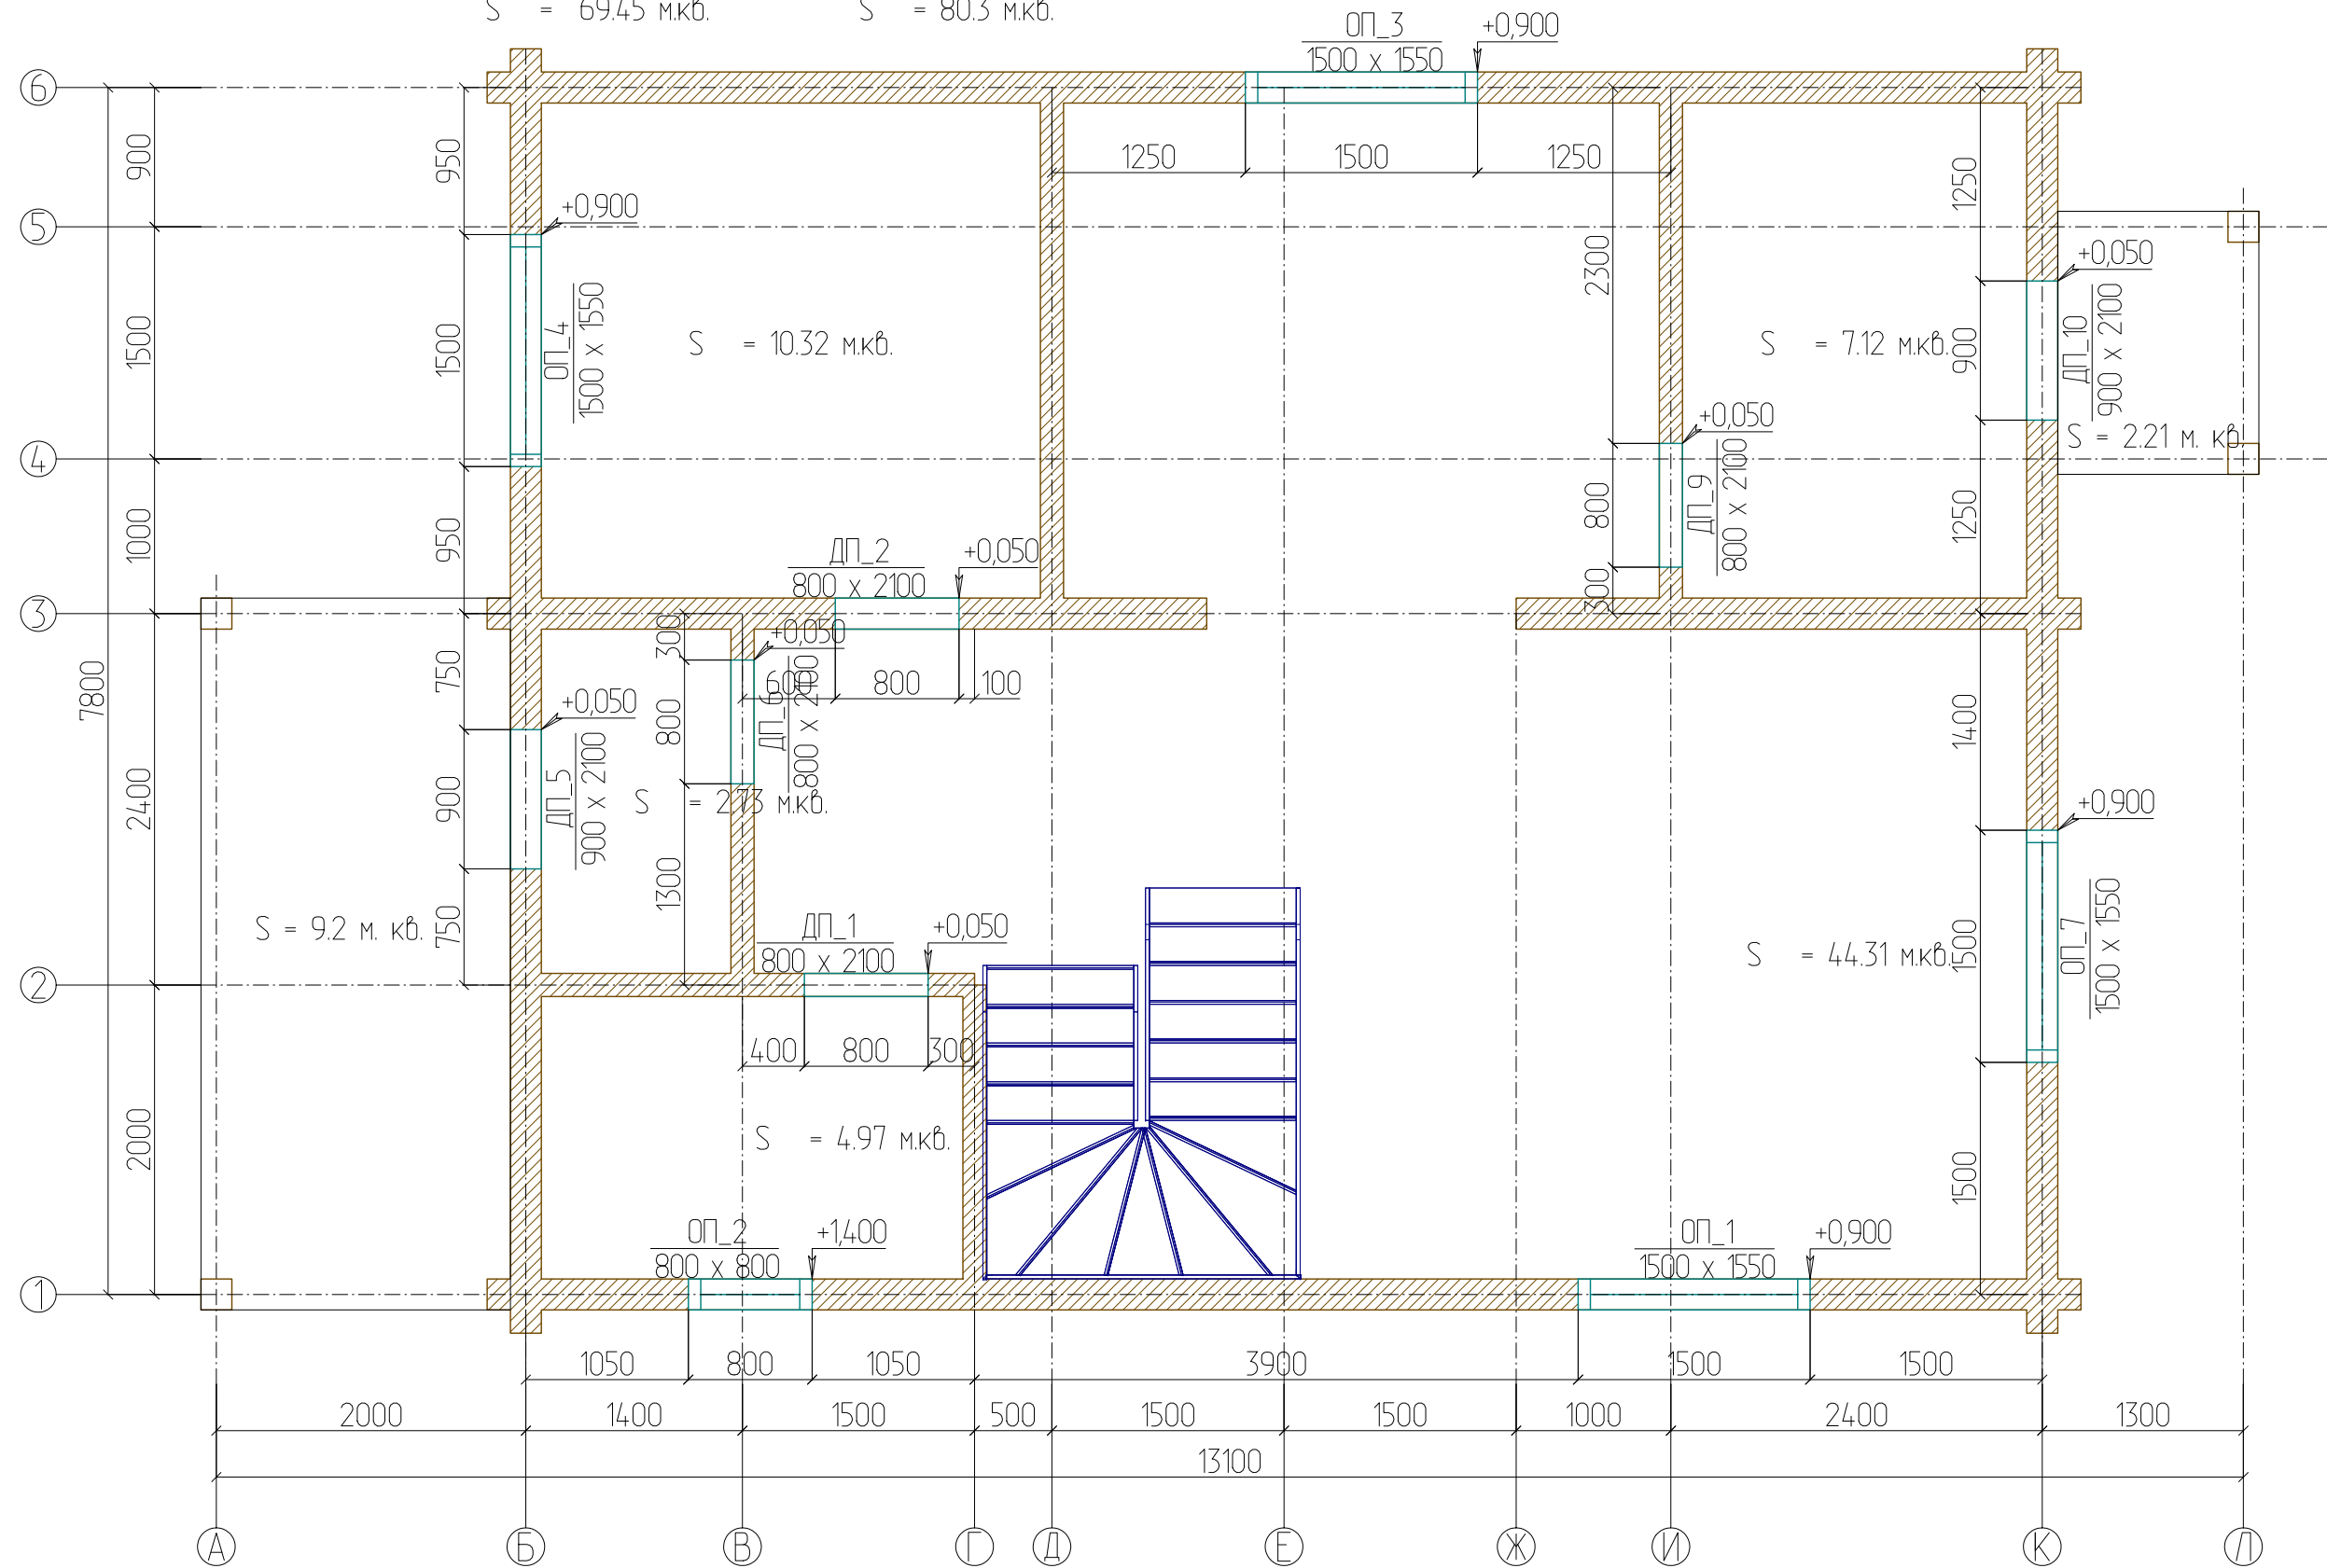 S = 69.45 м.кв. S = 80.3 м.кв.
ОП_3
1500 x 1550
+0,900
6
5
4
3
2
1
7800
900
1500
1000
2400
2000
950
1500
950
750
900
750
+0,900
ОП_4
1500 x 1550
S = 10.32 м.кв.
1250 1500 1250
2300
800
300
+0,050
ДП_9
800 x 2100
S = 7.12 м.кв.
1250
900
1250
1400
1500
1500
+0,050
ДП_10
900 x 2100
S = 2.21 м. кв.
ДП_2
800 x 2100
+0,050
300
800
1300
+0,050
ДП_6
800 x 2100
600 800 100
+0,050
ДП_5
900 x 2100
S = 2.73 м.кв.
S = 9.2 м. кв.
ДП_1
800 x 2100
+0,050
400 800 300
S = 4.97 м.кв.
S = 44.31 м.кв.
+0,900
ОП_7
1500 x 1550
ОП_2
800 x 800
+1,400
ОП_1
1500 x 1550
+0,900
1050 800 1050 3900 1500 1500
2000 1400 1500 500 1500 1500 1000 2400 1300
13100
А Б В Г Д Е Ж И К Л